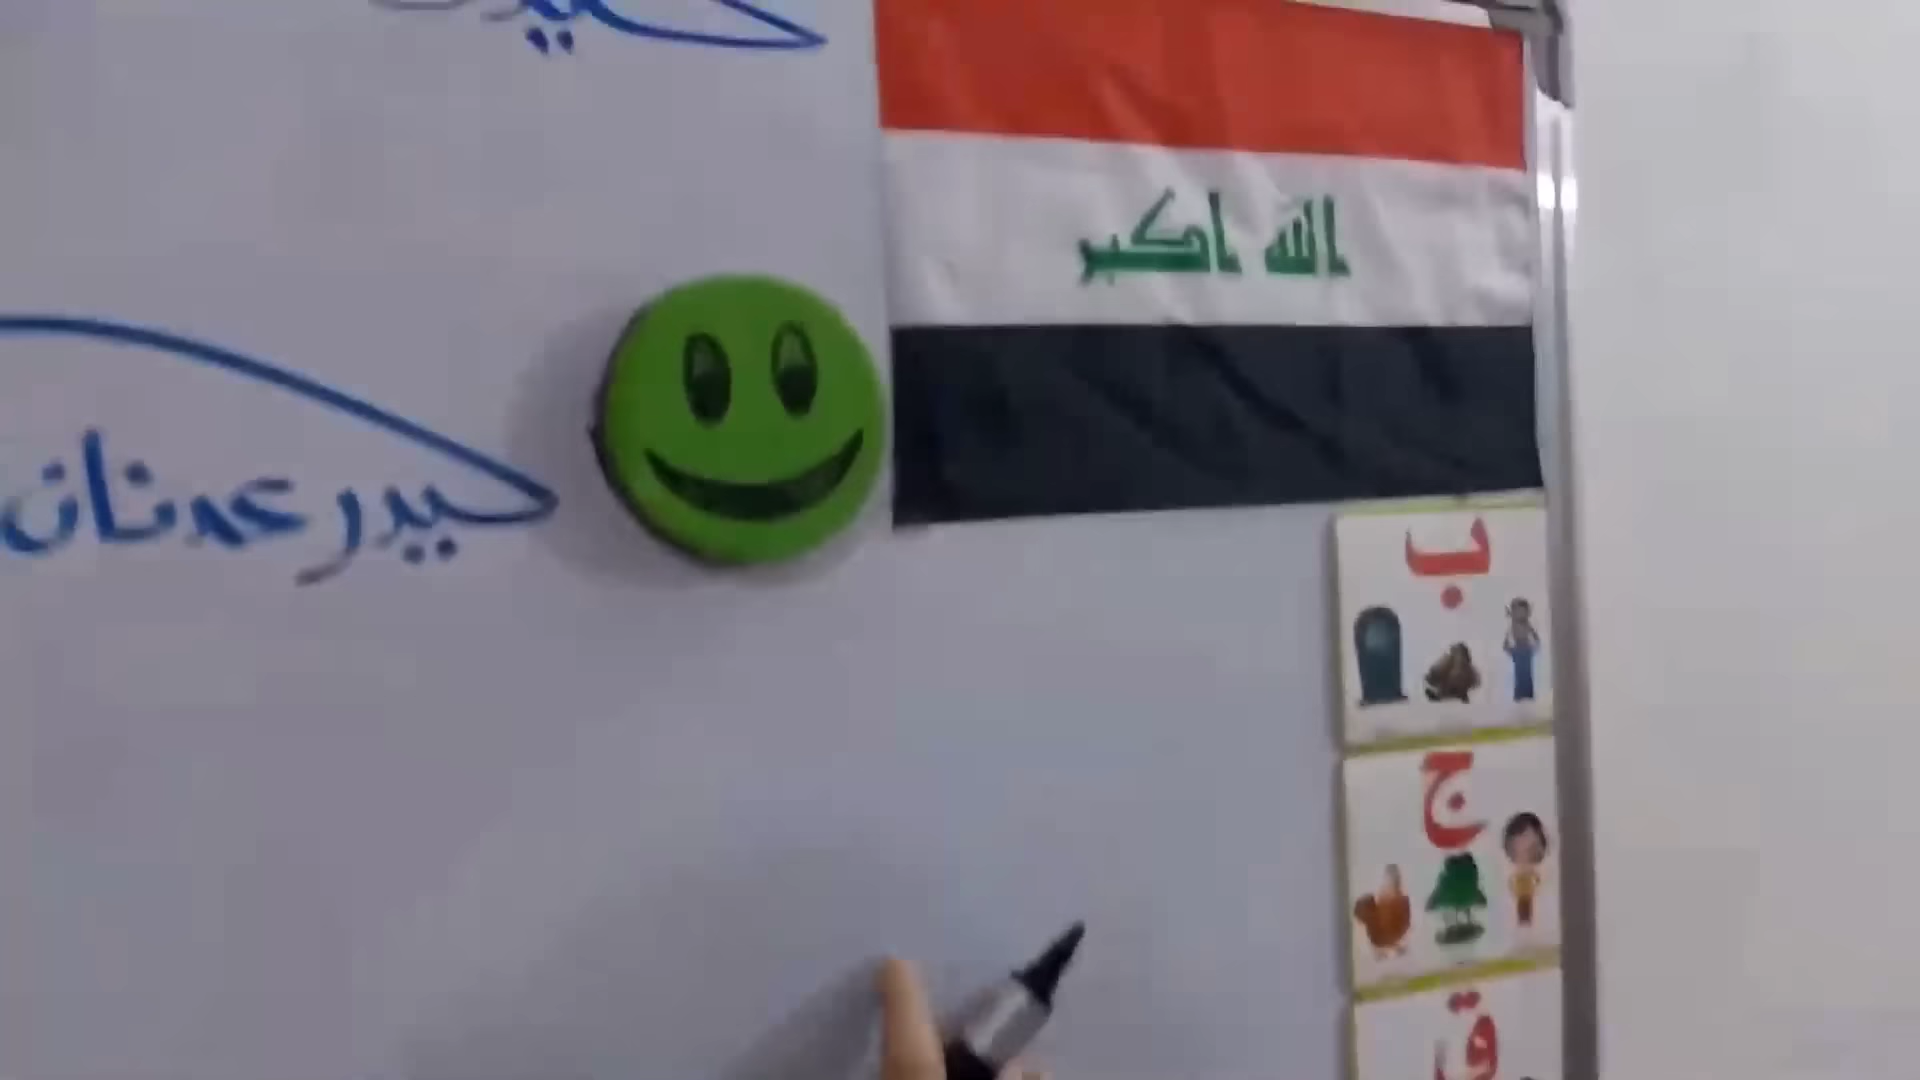 الله اكبر
حيدر عدنان
ب
ج
ق